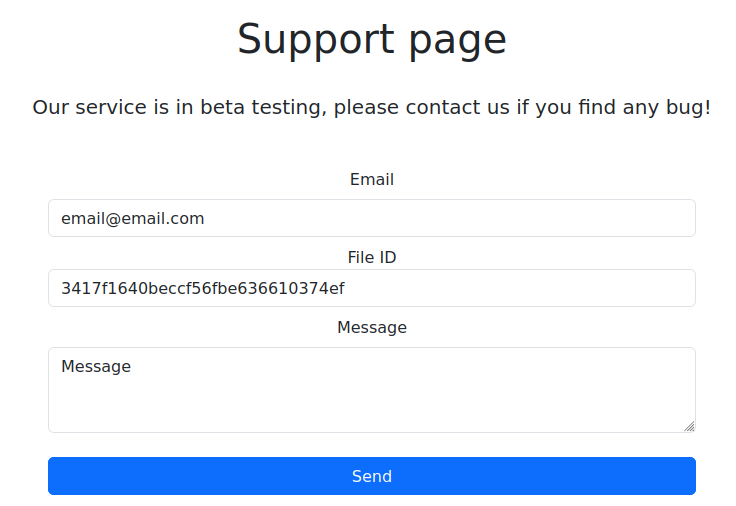 Support page
Our service is in beta testing, please contact us if you find any bug!
Email
email@email.com
File ID
3417f1640beccf56fbe636610374ef
Message
Message
Send